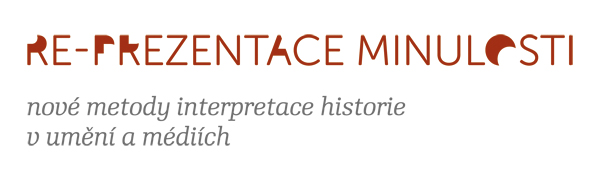 RE-PREZENTACE MINULOSTI
nové metody interpretace historie
v umění a médiích